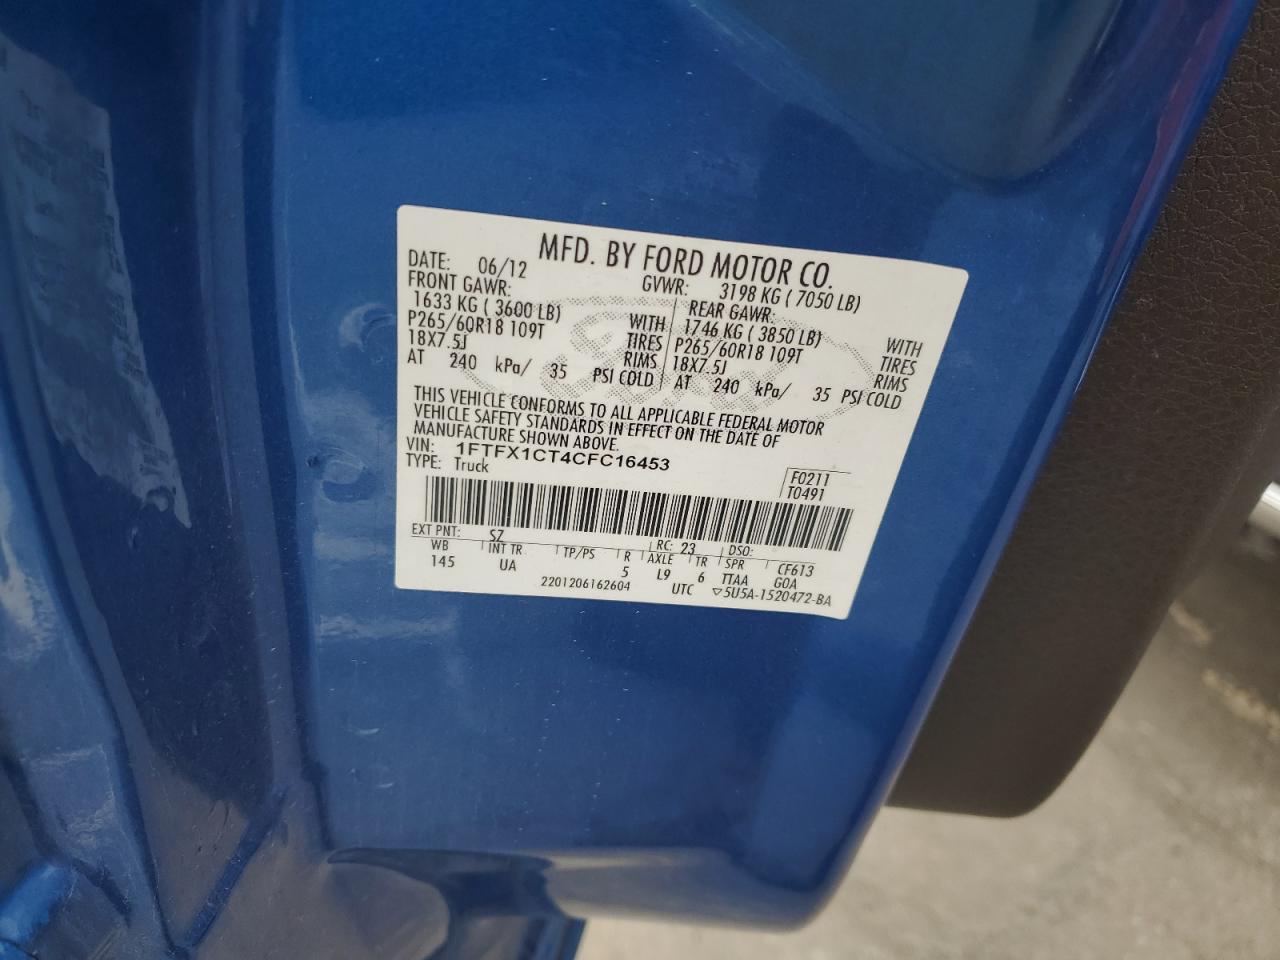 MFD. BY FORD MOTOR CO.
DATE: 06/12 GVWR: 3198 KG ( 7050 LB)
FRONT GAWR: REAR GAWR:
1633 KG ( 3600 LB) WITH 1746 KG ( 3850 LB) WITH
P265/60R18 109T TIRES P265/60R18 109T TIRES
18X7.5J RIMS 18X7.5J RIMS
AT 240 kPa/ 35 PSI COLD AT 240 kPa/ 35 PSI COLD
THIS VEHICLE CONFORMS TO ALL APPLICABLE FEDERAL MOTOR
VEHICLE SAFETY STANDARDS IN EFFECT ON THE DATE OF
MANUFACTURE SHOWN ABOVE.
VIN: 1FTFX1CT4CFC16453
TYPE: Truck
F0211
T0491
EXT PNT: SZ RC: 23 DSO:
WB INT TR TP/PS R AXLE TR SPR CF613
145 UA 5 L9 6 TTAA GOA
2201206162604 UTC ▽5U5A-1520472-BA